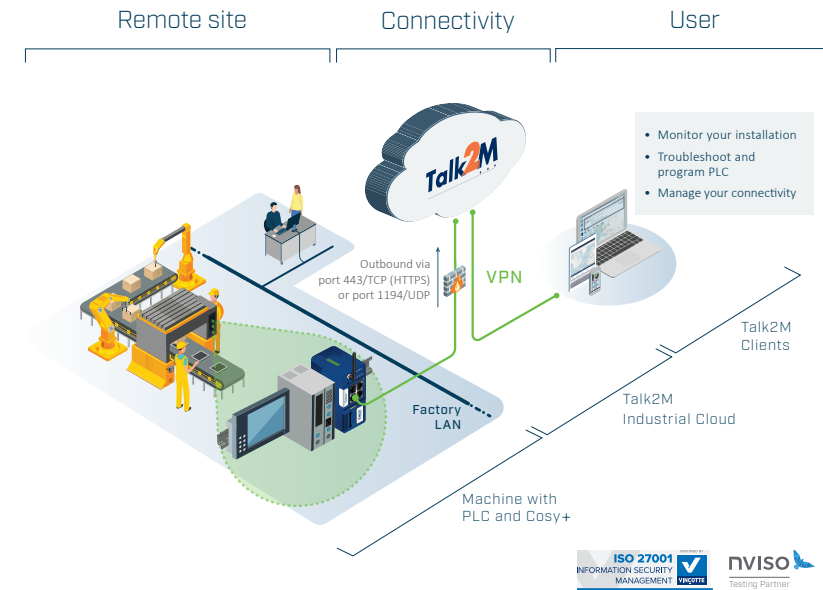 Remote site
Connectivity
User
Talk2M
• Monitor your installation
• Troubleshoot and
program PLC
• Manage your connectivity
Outbound via
port 443/TCP (HTTPS)
or port 1194/UDP
VPN
Factory
LAN
Talk2M
Clients
Talk2M
Industrial Cloud
Machine with
PLC and Cosy+
ISO 27001
INFORMATION SECURITY
MANAGEMENT
VINÇOTTE
nviso
Testing Partner